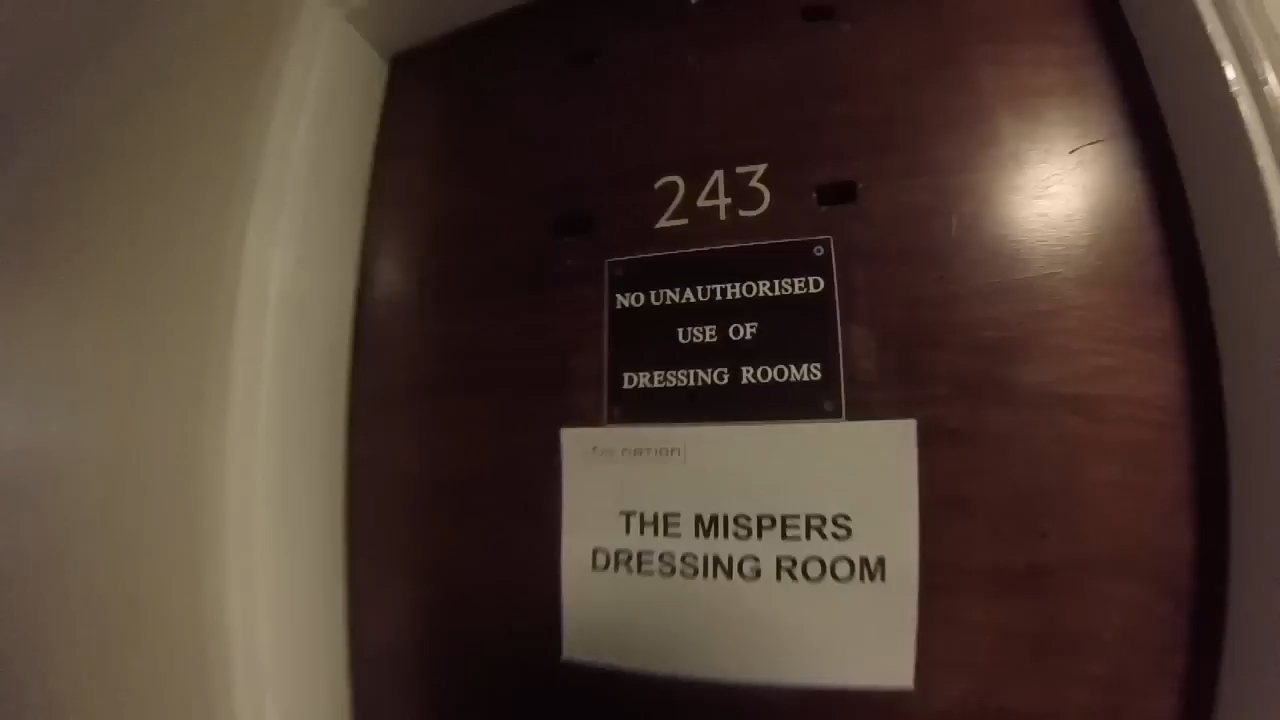 243
NO UNAUTHORISED
USE OF
DRESSING ROOMS
THE MISPERS
DRESSING ROOM